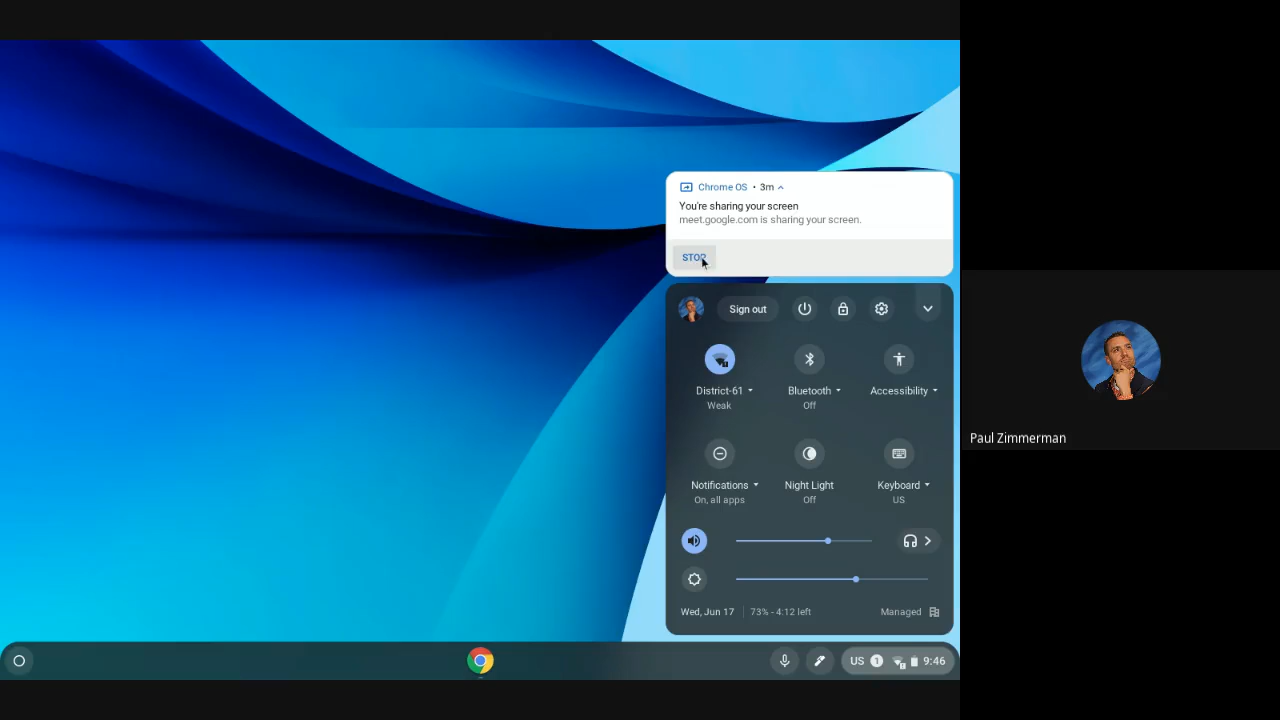 Chrome OS • 3m
You're sharing your screen
meet.google.com is sharing your screen.
STOP
Sign out
District-61
Weak
Bluetooth
Off
Accessibility
Notifications
On, all apps
Night Light
Off
Keyboard
US
Wed, Jun 17
73% - 4:12 left
Managed
US 1 9:46
Paul Zimmerman